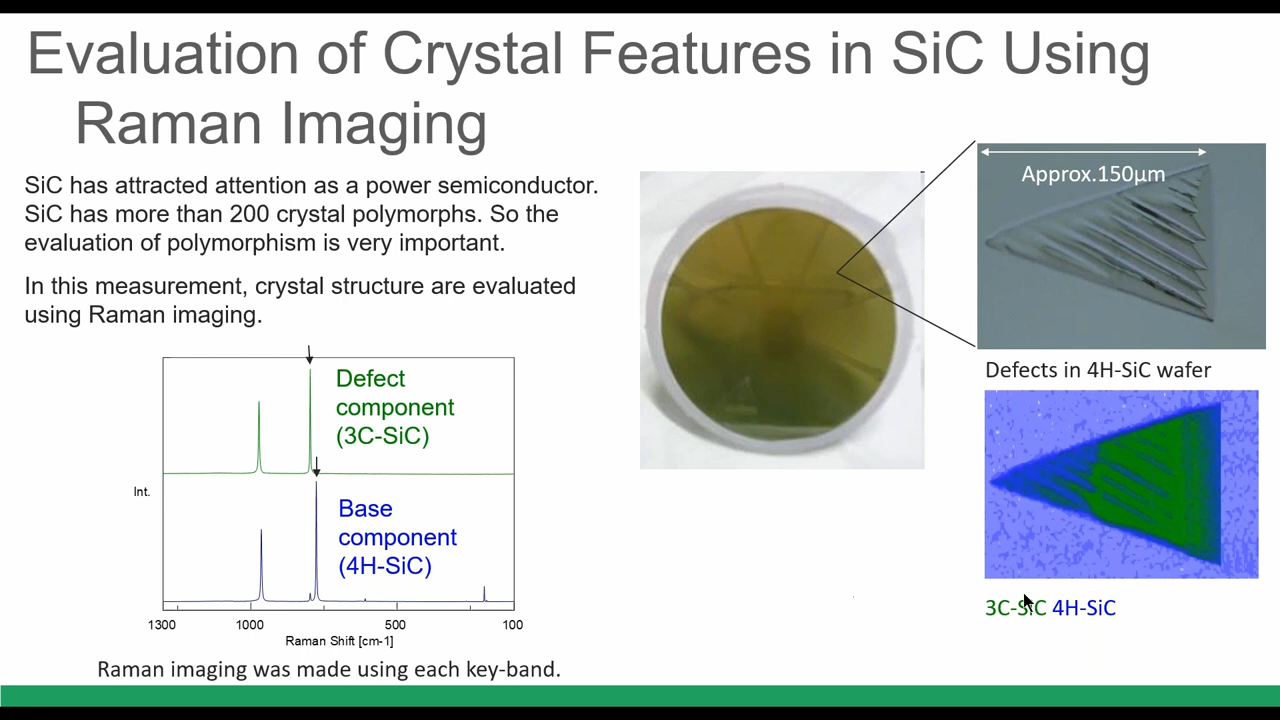 Evaluation of Crystal Features in SiC Using
Raman Imaging
SiC has attracted attention as a power semiconductor.
SiC has more than 200 crystal polymorphs. So the
evaluation of polymorphism is very important.
In this measurement, crystal structure are evaluated
using Raman imaging.
Defect
component
(3C-SiC)
Int.
Base
component
(4H-SiC)
1300 1000 500 100
Raman Shift [cm-1]
Raman imaging was made using each key-band.
Approx.150µm
Defects in 4H-SiC wafer
3C-SiC 4H-SiC